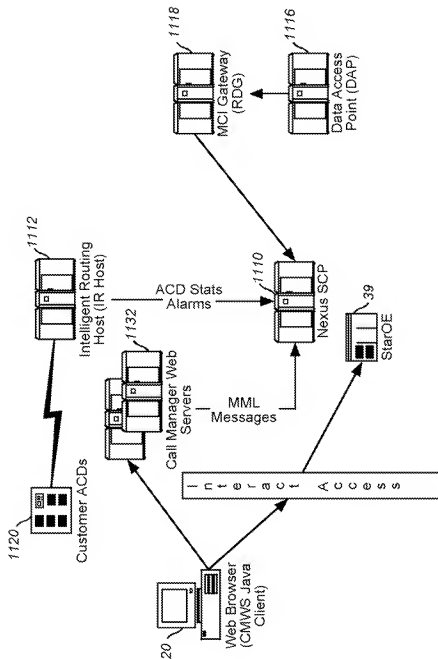 1120
Customer ACDs
1112
Intelligent Routing
Host (IR Host)
1118
MCI Gateway
(RDG)
1132
Call Manager Web
Servers
ACD Stats
Alarms
1110
Nexus SCP
1116
Data Access
Point (DAP)
MML
Messages
39
StarOE
20
Web Browser
(CMWS Java
Client)
Interact Access